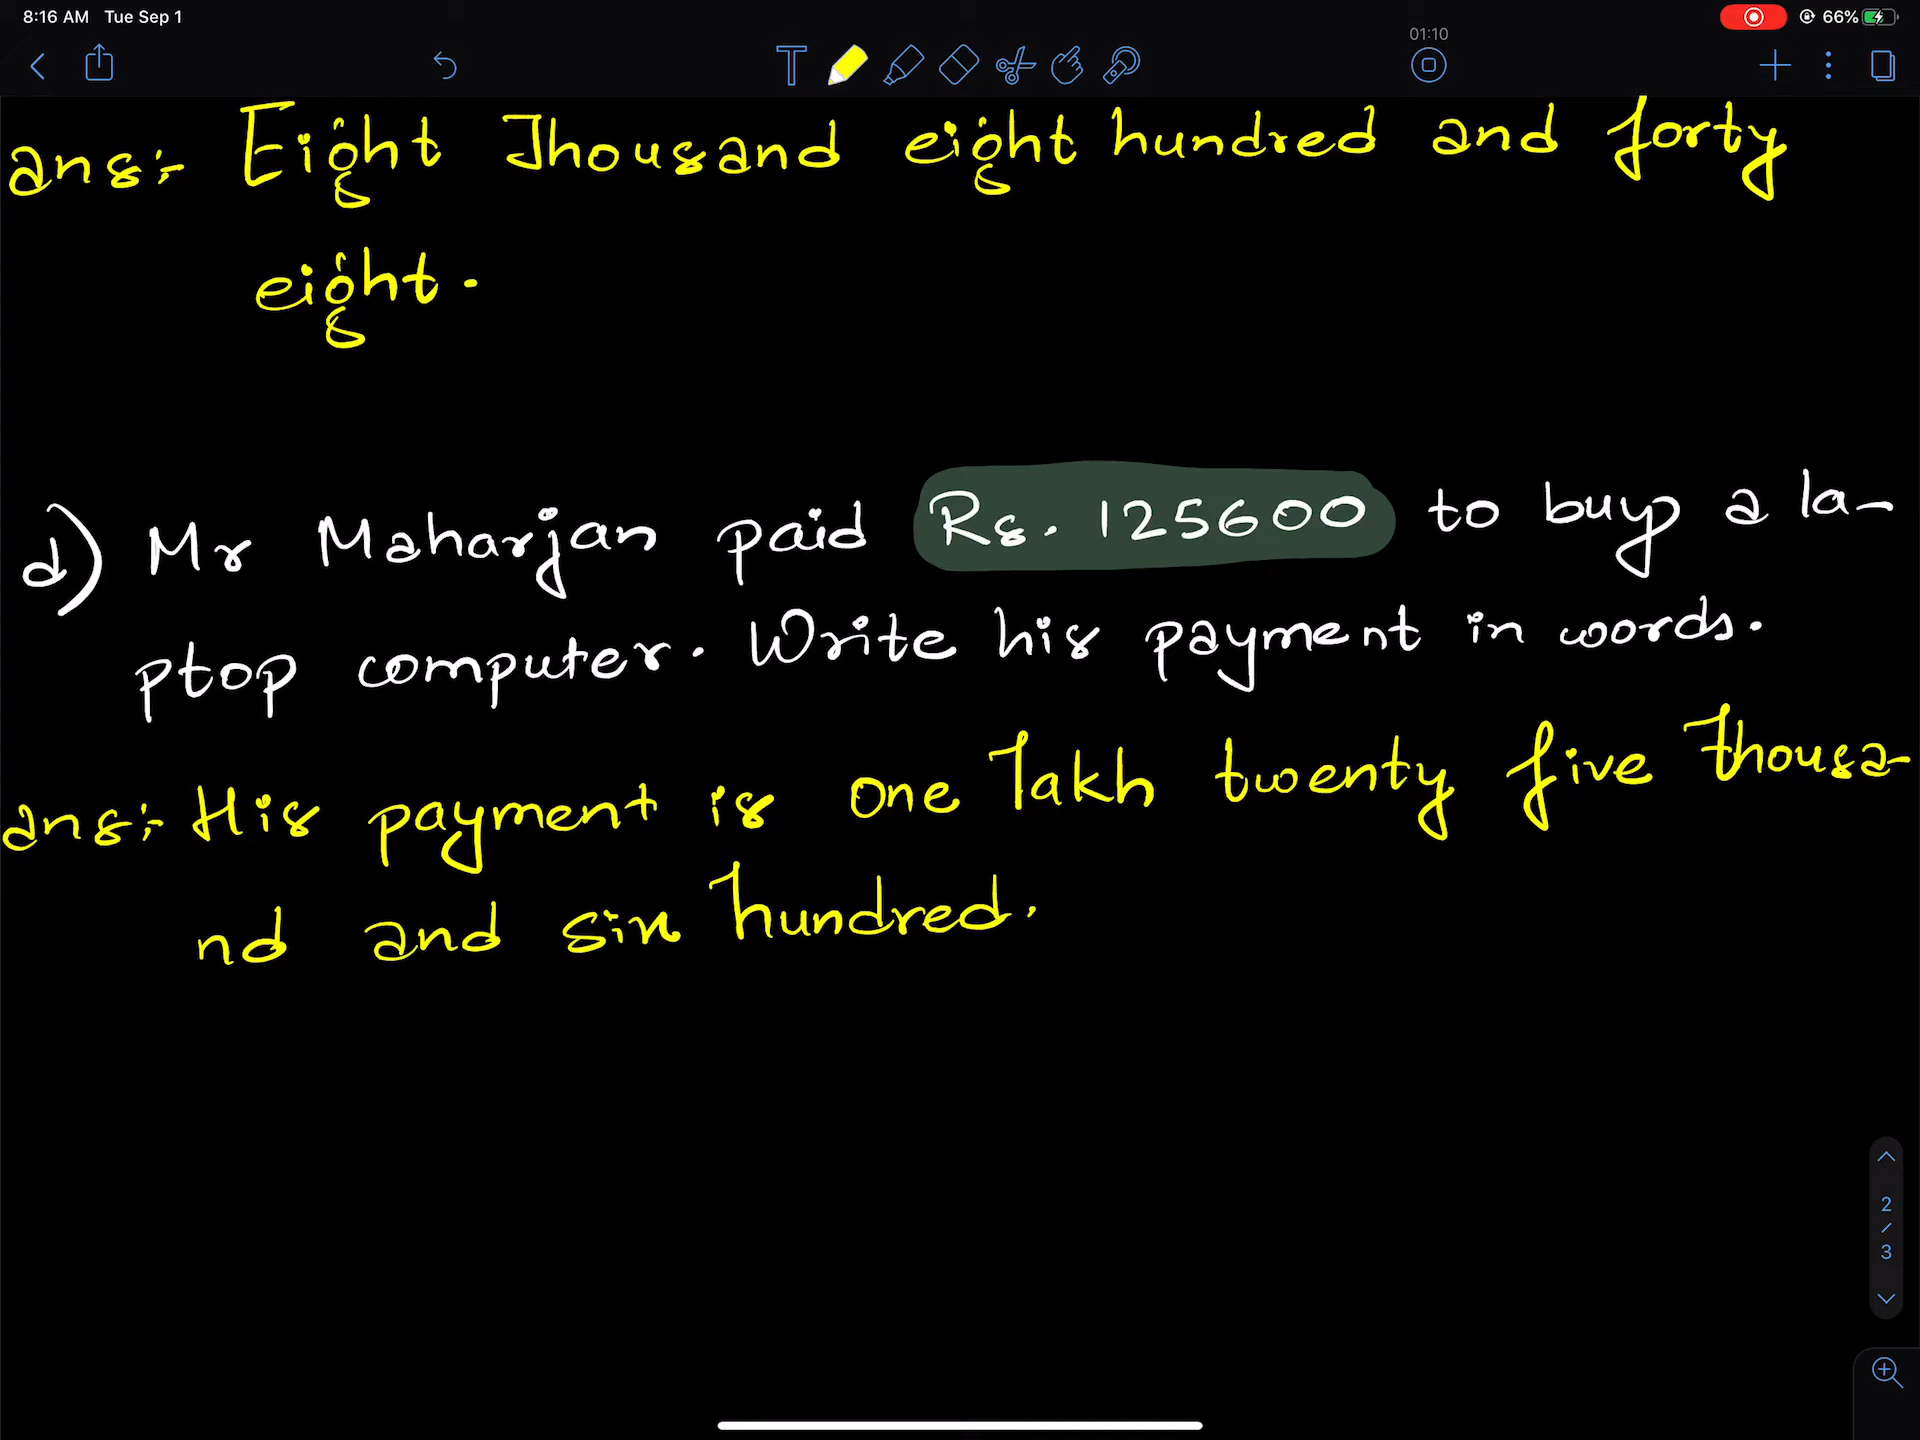 8:16 AM Tue Sep 1
66%
01:10
T
ans:- Eight Thousand eight hundred and forty
eight.
d) Mr Maharjan paid Rs. 125600 to buy a la-
ptop computer. Write his payment in words.
ans:- His payment is one lakh twenty five thousa-
nd and six hundred.
2
/
3